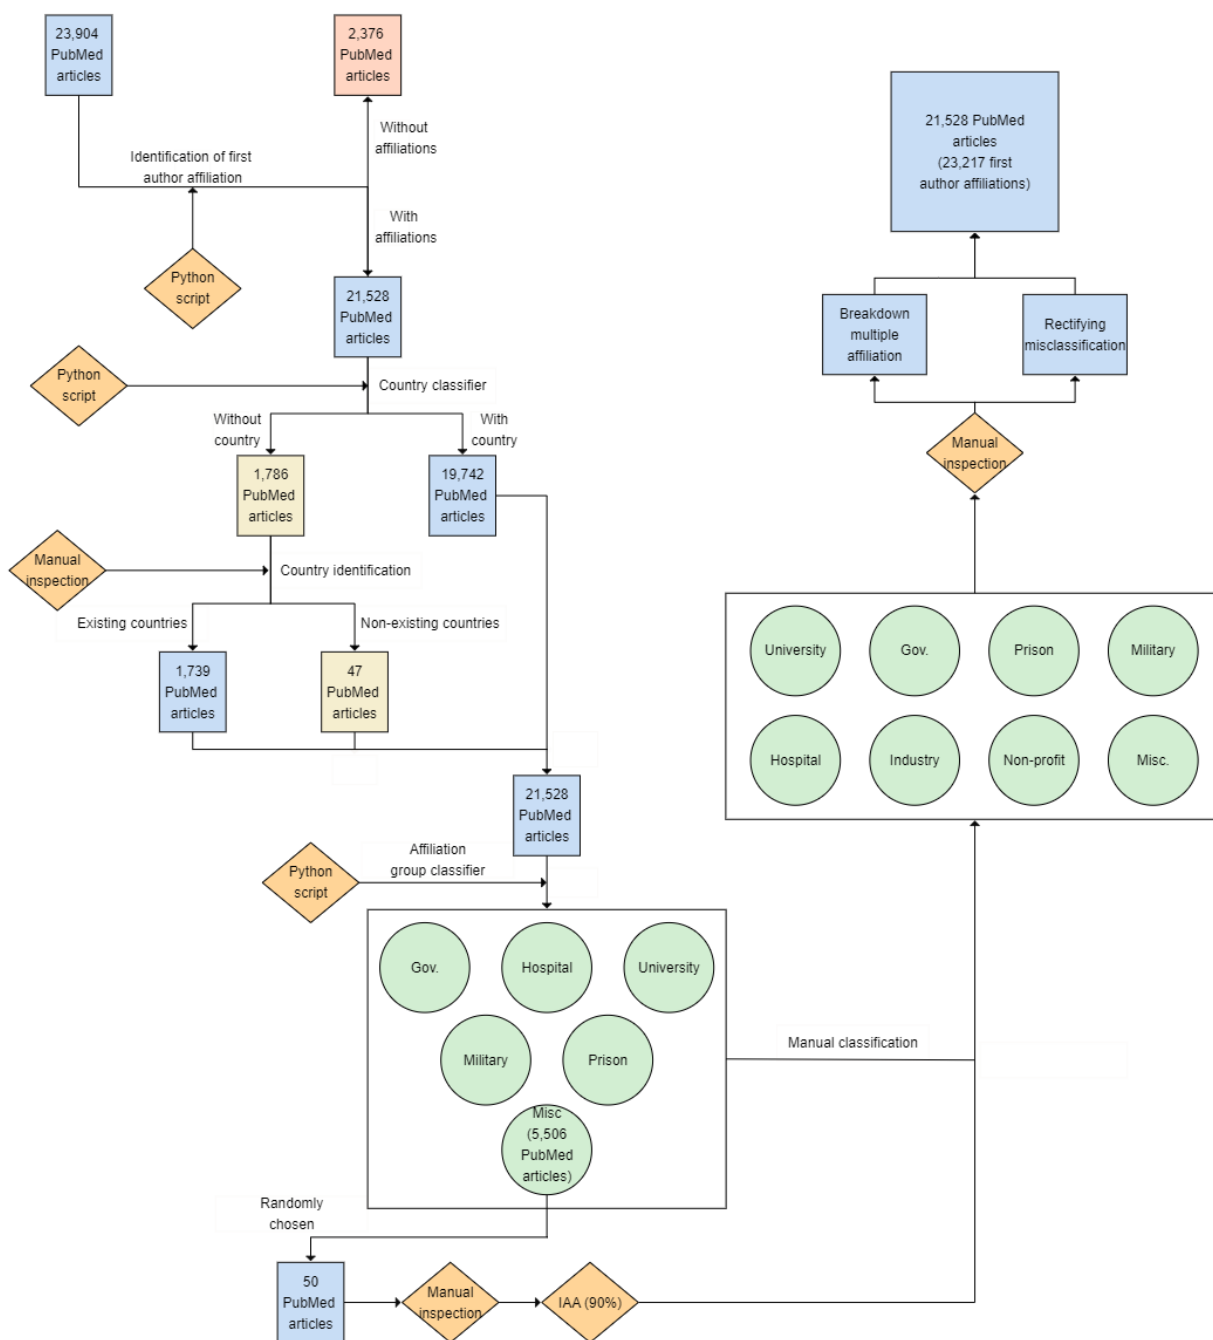 23,904
PubMed
articles
2,376
PubMed
articles
Without
affiliations
Identification of first
author affiliation
With
affiliations
Python
script
21,528
PubMed
articles
Python
script
Country classifier
Without
country
With
country
1,786
PubMed
articles
19,742
PubMed
articles
Manual
inspection
Country identification
Existing countries
Non-existing countries
1,739
PubMed
articles
47
PubMed
articles
21,528
PubMed
articles
Affiliation
group classifier
Python
script
Gov.
Hospital
University
Military
Prison
Misc
(5,506
PubMed
articles)
Manual classification
Randomly
chosen
50
PubMed
articles
Manual
inspection
IAA (90%)
University
Gov.
Prison
Military
Hospital
Industry
Non-profit
Misc.
Manual
inspection
Breakdown
multiple
affiliation
Rectifying
misclassification
21,528 PubMed
articles
(23,217 first
author affiliations)